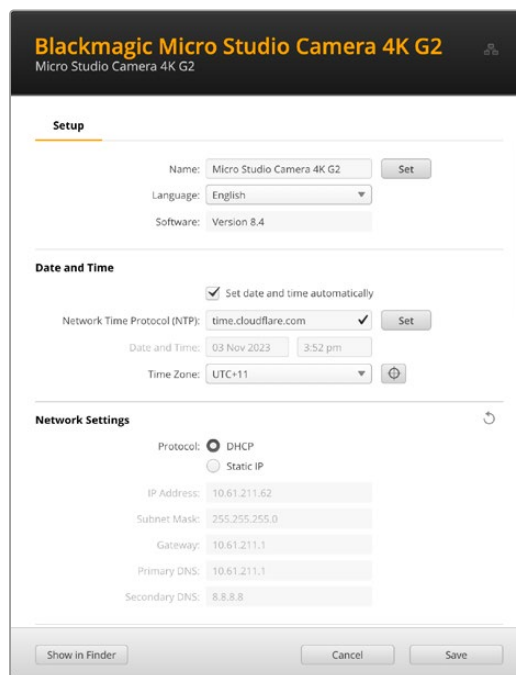 Blackmagic Micro Studio Camera 4K G2
Micro Studio Camera 4K G2
Setup
Name: Micro Studio Camera 4K G2 Set
Language: English
Software: Version 8.4
Date and Time
Set date and time automatically
Network Time Protocol (NTP): time.cloudflare.com Set
Date and Time: 03 Nov 2023 3:52 pm
Time Zone: UTC+11
Network Settings
Protocol: DHCP
Static IP
IP Address: 10.61.211.62
Subnet Mask: 255.255.255.0
Gateway: 10.61.211.1
Primary DNS: 10.61.211.1
Secondary DNS: 8.8.8.8
Show in Finder Cancel Save